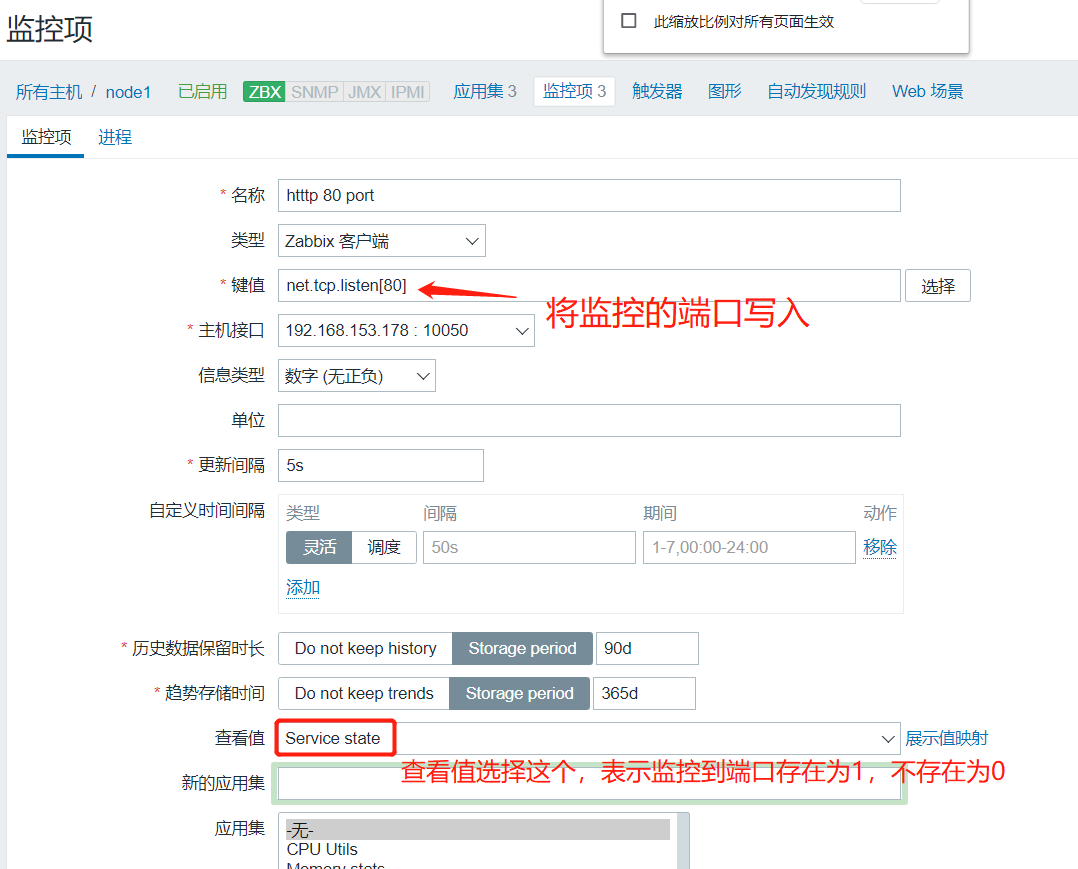 监控项
此缩放比例对所有页面生效
所有主机 / node1 已启用 ZBX SNMP JMX IPMI 应用集 3 监控项 3 触发器 图形 自动发现规则 Web 场景
监控项 进程
* 名称 htttp 80 port
类型 Zabbix 客户端
* 键值 net.tcp.listen[80] 选择
将监控的端口写入
* 主机接口 192.168.153.178 : 10050
信息类型 数字 (无正负)
单位
* 更新间隔 5s
自定义时间间隔 类型 间隔 期间 动作
灵活 调度 50s 1-7,00:00-24:00 移除
添加
* 历史数据保留时长 Do not keep history Storage period 90d
* 趋势存储时间 Do not keep trends Storage period 365d
查看值 Service state 展示值映射
查看值选择这个，表示监控到端口存在为1，不存在为0
新的应用集
应用集 -无-
CPU Utils
Memory stats